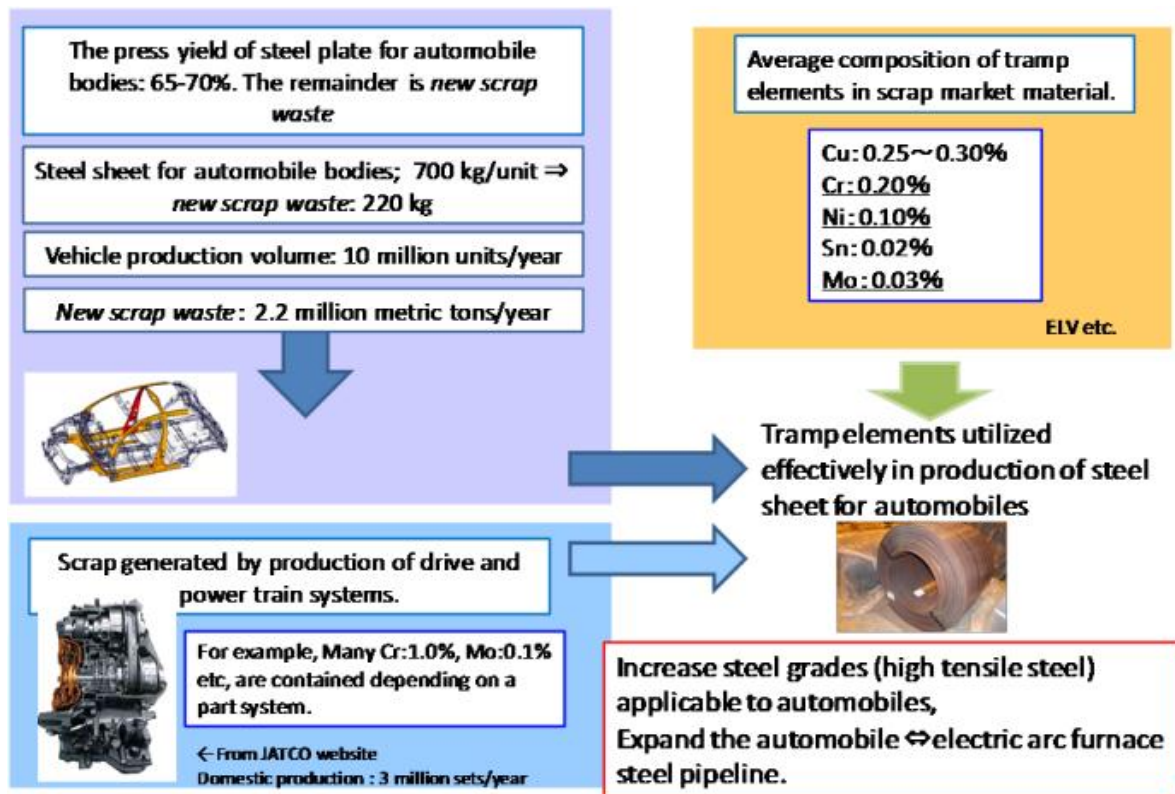 The press yield of steel plate for automobile
bodies: 65-70%. The remainder is new scrap
waste
Steel sheet for automobile bodies; 700 kg/unit ⇒
new scrap waste: 220 kg
Vehicle production volume: 10 million units/year
New scrap waste : 2.2 million metric tons/year
Average composition of tramp
elements in scrap market material.
Cu: 0.25~0.30%
Cr: 0.20%
Ni: 0.10%
Sn: 0.02%
Mo: 0.03%
ELV etc.
Tramp elements utilized
effectively in production of steel
sheet for automobiles
Scrap generated by production of drive and
power train systems.
For example, Many Cr:1.0%, Mo:0.1%
etc, are contained depending on a
part system.
←From JATCO website
Domestic production : 3 million sets/year
Increase steel grades (high tensile steel)
applicable to automobiles,
Expand the automobile ⇔electric arc furnace
steel pipeline.